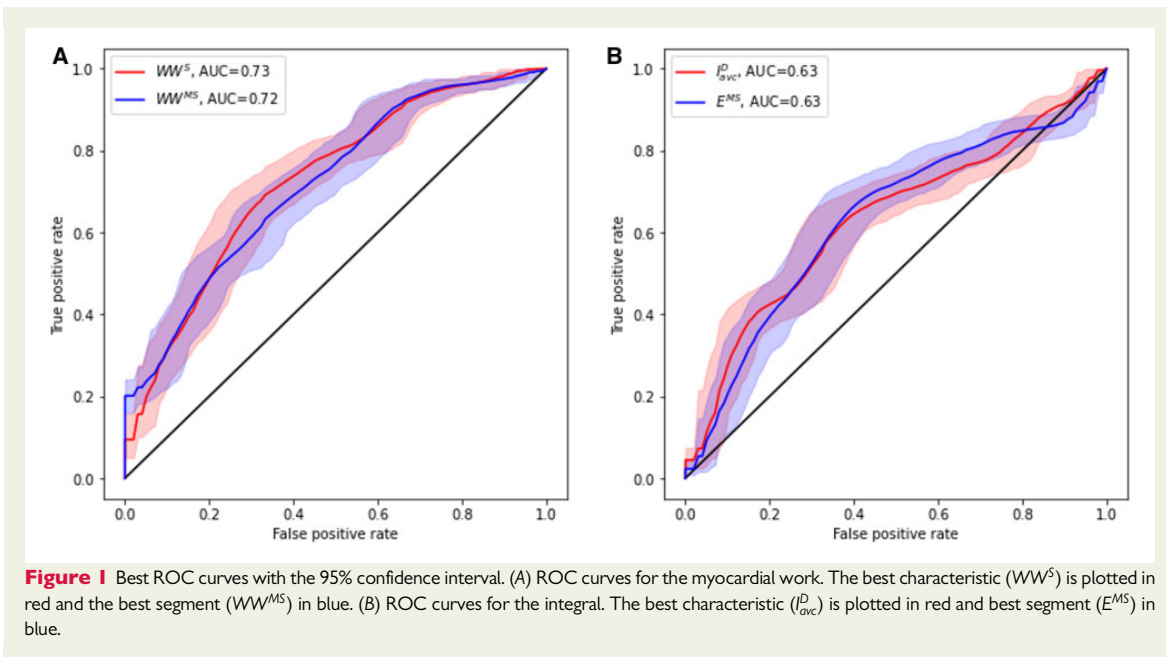 A
WW^S, AUC=0.73
WW^MS, AUC=0.72
1.0
0.8
0.6
0.4
0.2
0.0
True positive rate
0.0 0.2 0.4 0.6 0.8 1.0
False positive rate
B
I^D_avc, AUC=0.63
E^MS, AUC=0.63
1.0
0.8
0.6
0.4
0.2
0.0
True positive rate
0.0 0.2 0.4 0.6 0.8 1.0
False positive rate
Figure 1 Best ROC curves with the 95% confidence interval. (A) ROC curves for the myocardial work. The best characteristic (WW^S) is plotted in
red and the best segment (WW^MS) in blue. (B) ROC curves for the integral. The best characteristic (I^D_avc) is plotted in red and best segment (E^MS) in
blue.